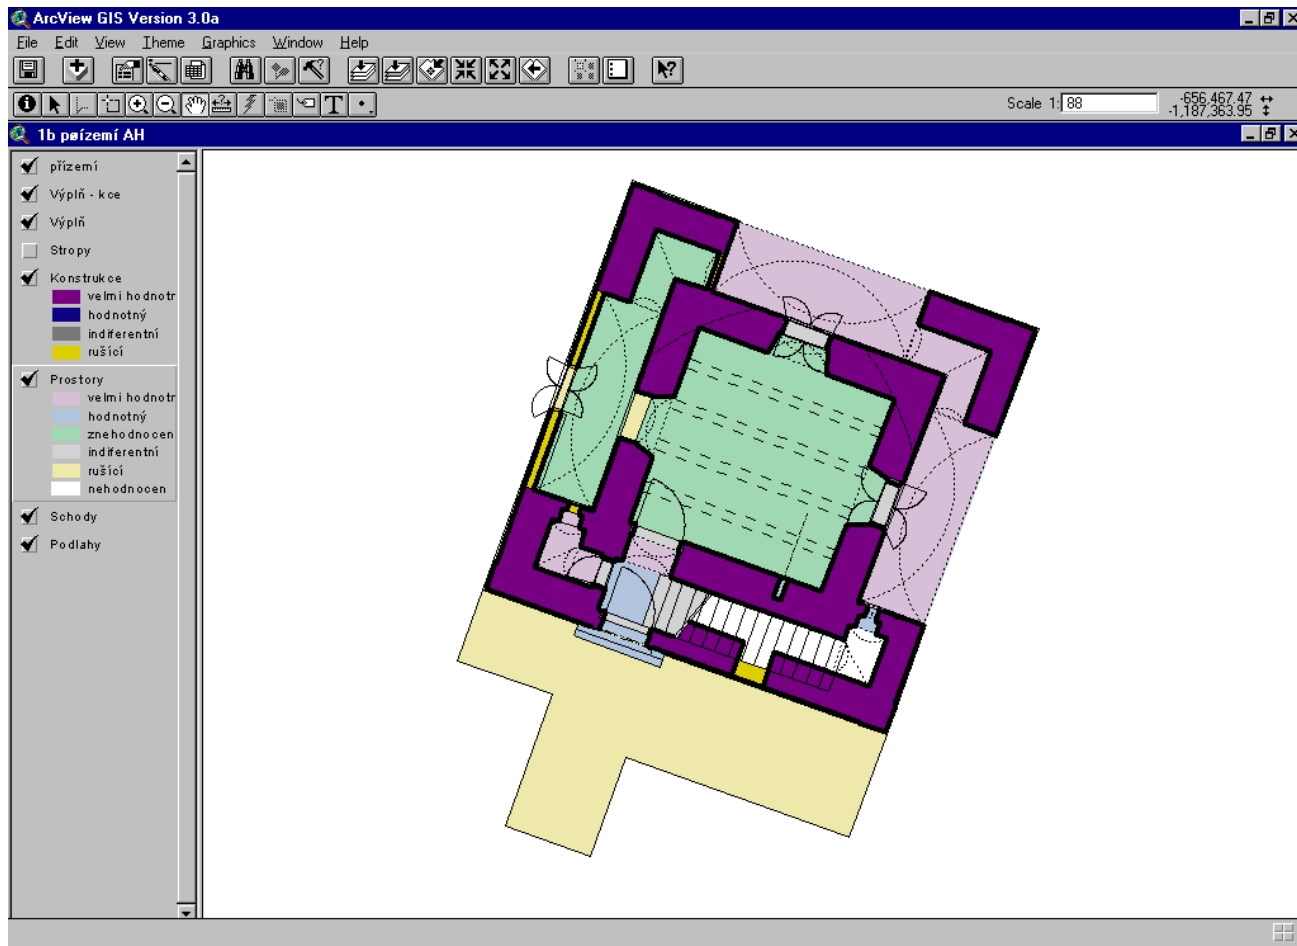 ArcView GIS Version 3.0a
File Edit View Theme Graphics Window Help
Scale 1: 88
-656,467.47
-1,187,363.95
1b pøízemí AH
přízemí
Výplň - kce
Výplň
Stropy
Konstrukce
velmi hodnotr
hodnotný
indiferentní
rušící
Prostory
velmi hodnotr
hodnotný
znehodnocen
indiferentní
rušící
nehodnocen
Schody
Podlahy